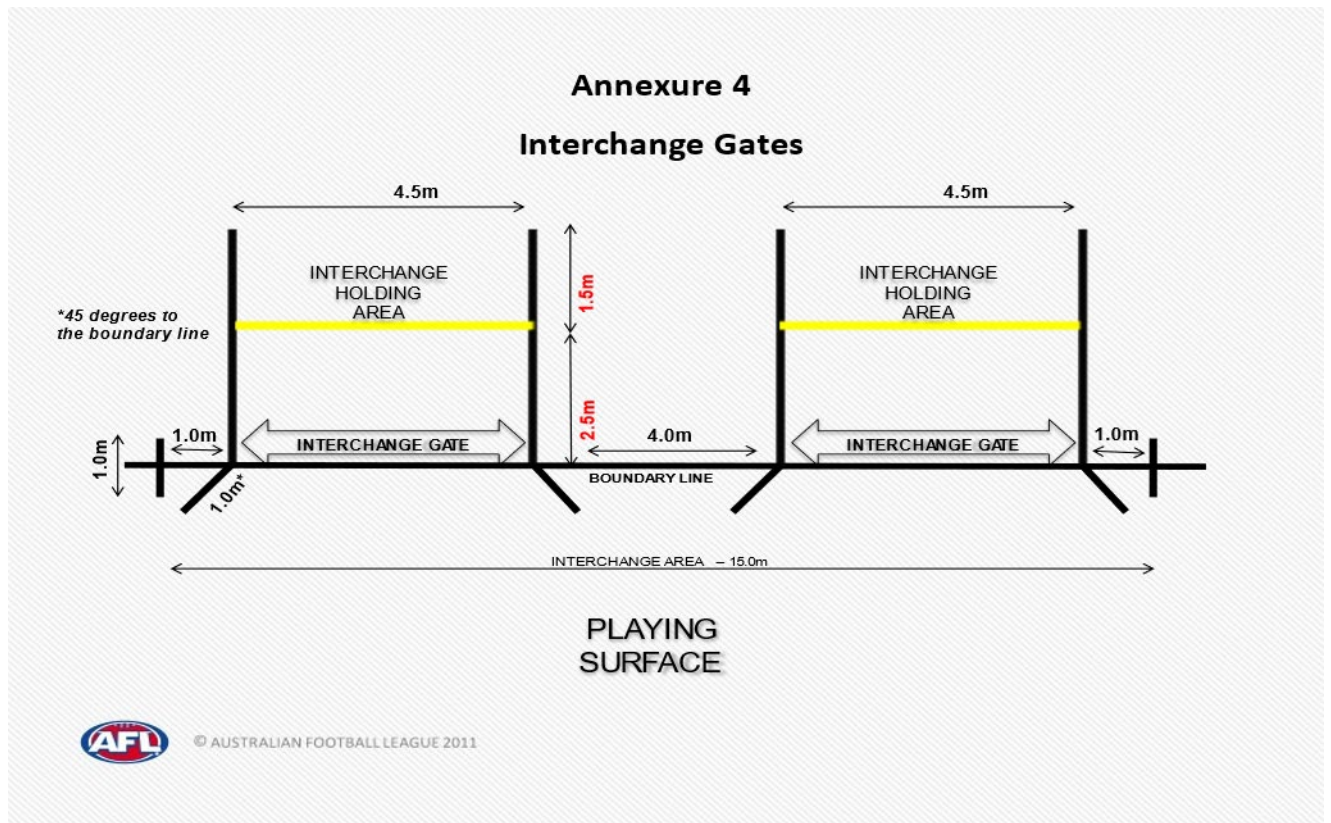 Annexure 4
Interchange Gates
4.5m
4.5m
INTERCHANGE
HOLDING
AREA
1.5m
INTERCHANGE
HOLDING
AREA
*45 degrees to
the boundary line
1.0m
1.0m
INTERCHANGE GATE
2.5m
4.0m
INTERCHANGE GATE
1.0m
1.0m*
BOUNDARY LINE
INTERCHANGE AREA – 15.0m
PLAYING
SURFACE
AFL
© AUSTRALIAN FOOTBALL LEAGUE 2011